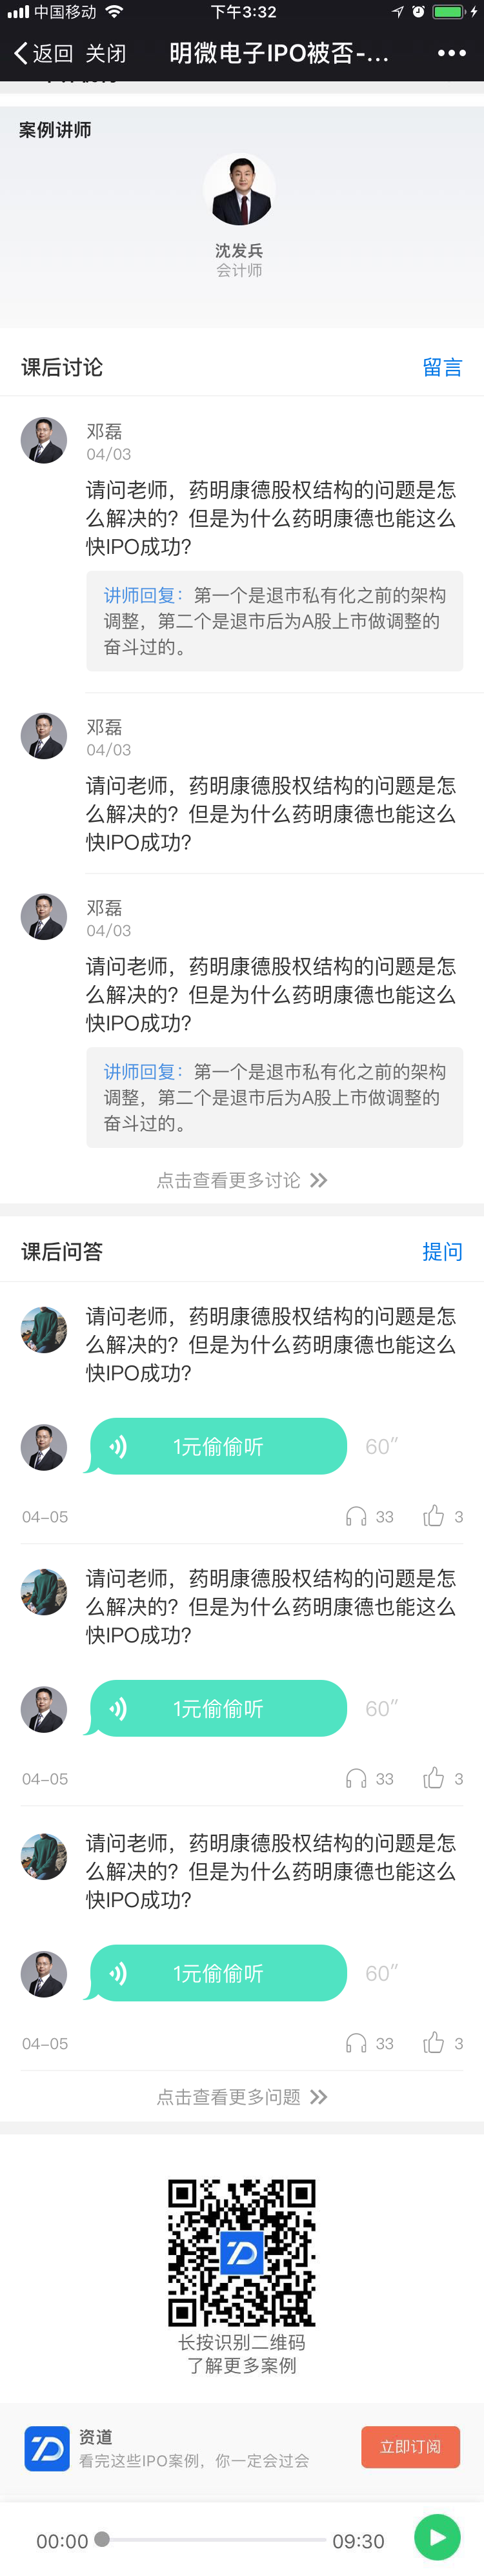 中国移动 下午3:32
返回 关闭 明微电子IPO被否-...
案例讲师
沈发兵
会计师
课后讨论 留言
邓磊
04/03
请问老师，药明康德股权结构的问题是怎
么解决的？但是为什么药明康德也能这么
快IPO成功？
讲师回复：第一个是退市私有化之前的架构
调整，第二个是退市后为A股上市做调整的
奋斗过的。
邓磊
04/03
请问老师，药明康德股权结构的问题是怎
么解决的？但是为什么药明康德也能这么
快IPO成功？
邓磊
04/03
请问老师，药明康德股权结构的问题是怎
么解决的？但是为什么药明康德也能这么
快IPO成功？
讲师回复：第一个是退市私有化之前的架构
调整，第二个是退市后为A股上市做调整的
奋斗过的。
点击查看更多讨论
课后问答 提问
请问老师，药明康德股权结构的问题是怎
么解决的？但是为什么药明康德也能这么
快IPO成功？
1元偷偷听 60″
04-05 33 3
请问老师，药明康德股权结构的问题是怎
么解决的？但是为什么药明康德也能这么
快IPO成功？
1元偷偷听 60″
04-05 33 3
请问老师，药明康德股权结构的问题是怎
么解决的？但是为什么药明康德也能这么
快IPO成功？
1元偷偷听 60″
04-05 33 3
点击查看更多问题
长按识别二维码
了解更多案例
资道
看完这些IPO案例，你一定会过会
立即订阅
00:00 09:30